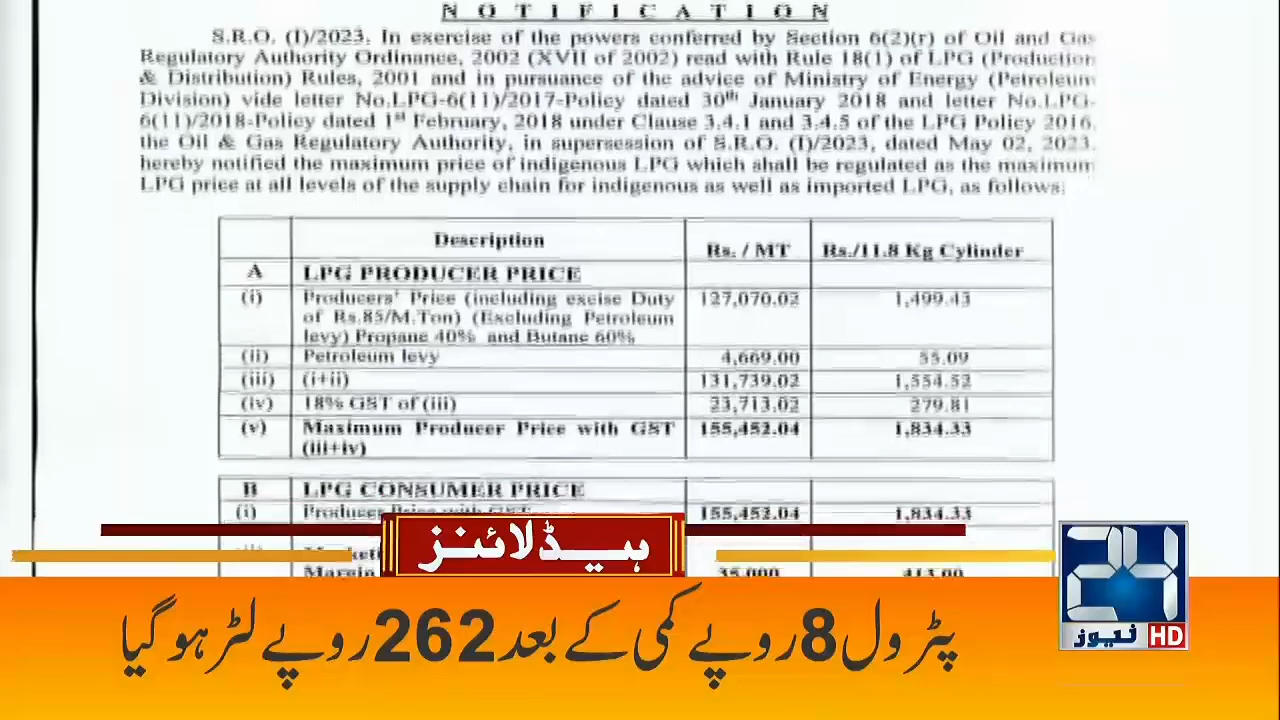 NOTIFICATION
S.R.O. (I)/2023. In exercise of the powers conferred by Section 6(2)(r) of Oil and Gas
Regulatory Authority Ordinance, 2002 (XVII of 2002) read with Rule 18(1) of LPG (Production
& Distribution) Rules, 2001 and in pursuance of the advice of Ministry of Energy (Petroleum
Division) vide letter No.LPG-6(11)/2017-Policy dated 30th January 2018 and letter No.LPG-
6(11)/2018-Policy dated 1st February, 2018 under Clause 3.4.1 and 3.4.5 of the LPG Policy 2016,
the Oil & Gas Regulatory Authority, in supersession of S.R.O. (I)/2023, dated May 02, 2023,
hereby notified the maximum price of indigenous LPG which shall be regulated as the maximum
LPG price at all levels of the supply chain for indigenous as well as imported LPG, as follows:
Description Rs. / MT Rs./11.8 Kg Cylinder
A LPG PRODUCER PRICE
(i) Producers' Price (including excise Duty 127,070.02 1,499.43
of Rs.85/M.Ton) (Excluding Petroleum
levy) Propane 40% and Butane 60%
(ii) Petroleum levy 4,669.00 55.09
(iii) (i+ii) 131,739.02 1,554.52
(iv) 18% GST of (iii) 23,713.02 279.81
(v) Maximum Producer Price with GST 155,452.04 1,834.33
(iii+iv)
B LPG CONSUMER PRICE
(i) Producer Price with GST 155,452.04 1,834.33
Margin 35,000 413.00
ہیڈلائنز
24
نیوز HD
پٹرول 8 روپے کمی کے بعد 262 روپے لٹر ہو گیا